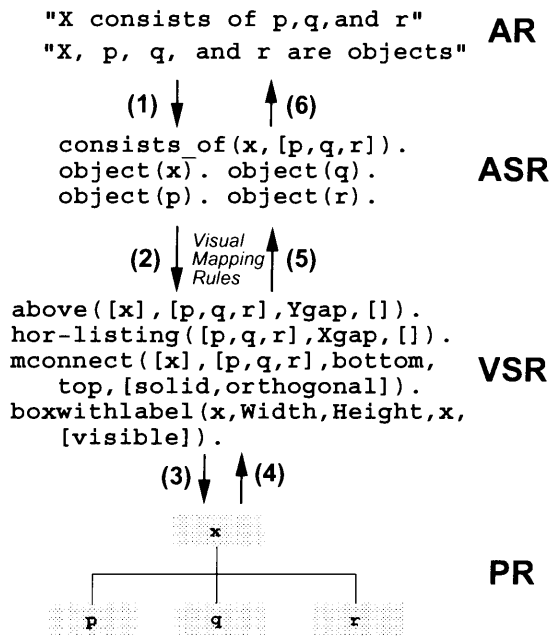 "X consists of p,q,and r"
"X, p, q, and r are objects"
AR
(1)
(6)
consists_of(x,[p,q,r]).
object(x). object(q).
object(p). object(r).
ASR
(2)
Visual
Mapping
Rules
(5)
above([x],[p,q,r],Ygap,[]).
hor-listing([p,q,r],Xgap,[]).
mconnect([x],[p,q,r],bottom,
top,[solid,orthogonal]).
boxwithlabel(x,Width,Height,x,
[visible]).
VSR
(3)
(4)
x
PR
p q r